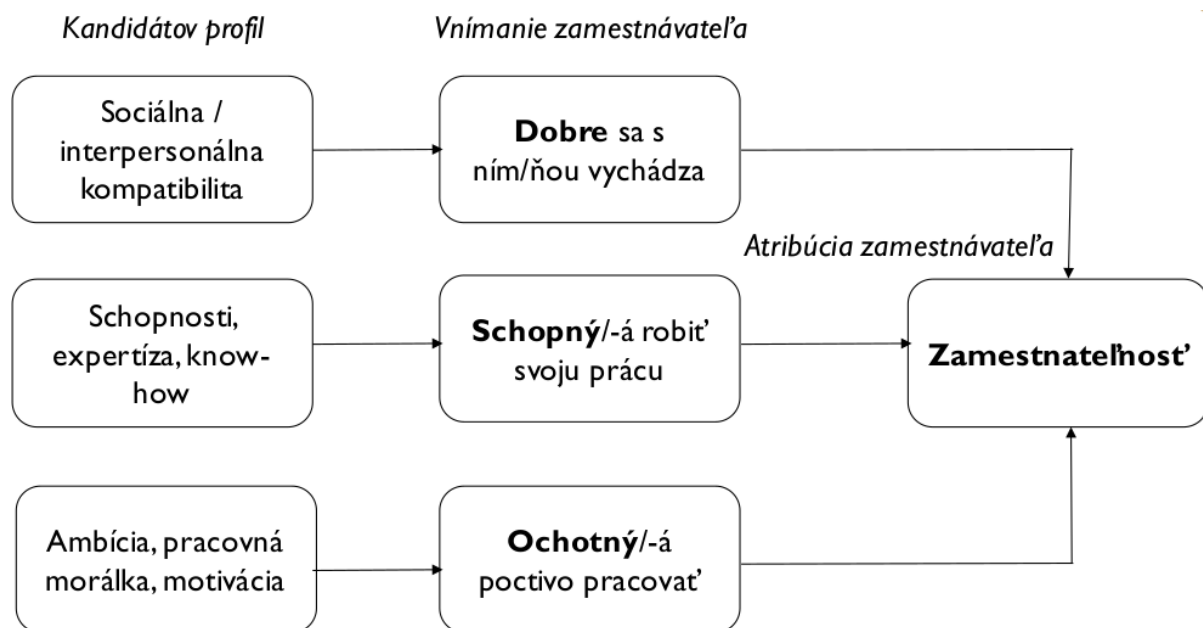 Kandidátov profil
Vnímanie zamestnávateľa
Sociálna /
interpersonálna
kompatibilita
Dobre sa s
ním/ňou vychádza
Atribúcia zamestnávateľa
Schopnosti,
expertíza, know-
how
Schopný/-á robiť
svoju prácu
Zamestnateľnosť
Ambícia, pracovná
morálka, motivácia
Ochotný/-á
poctivo pracovať